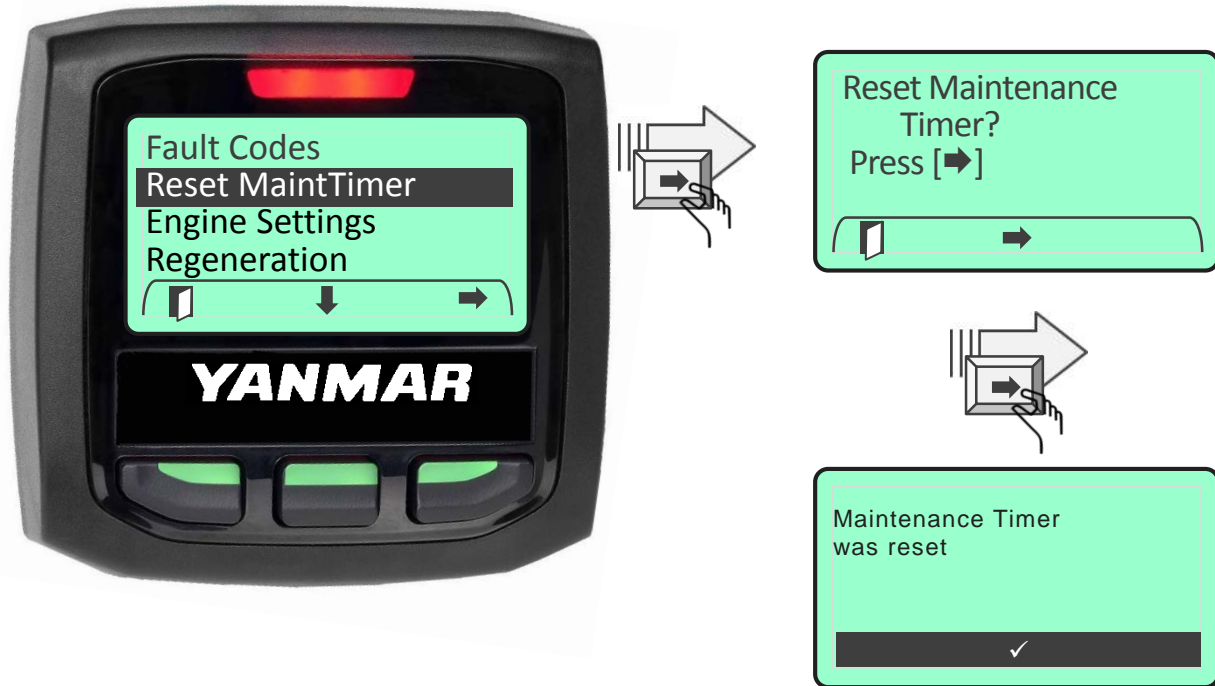 Fault Codes
Reset MaintTimer
Engine Settings
Regeneration
YANMAR
Reset Maintenance
Timer?
Press [➡]
Maintenance Timer
was reset
✓